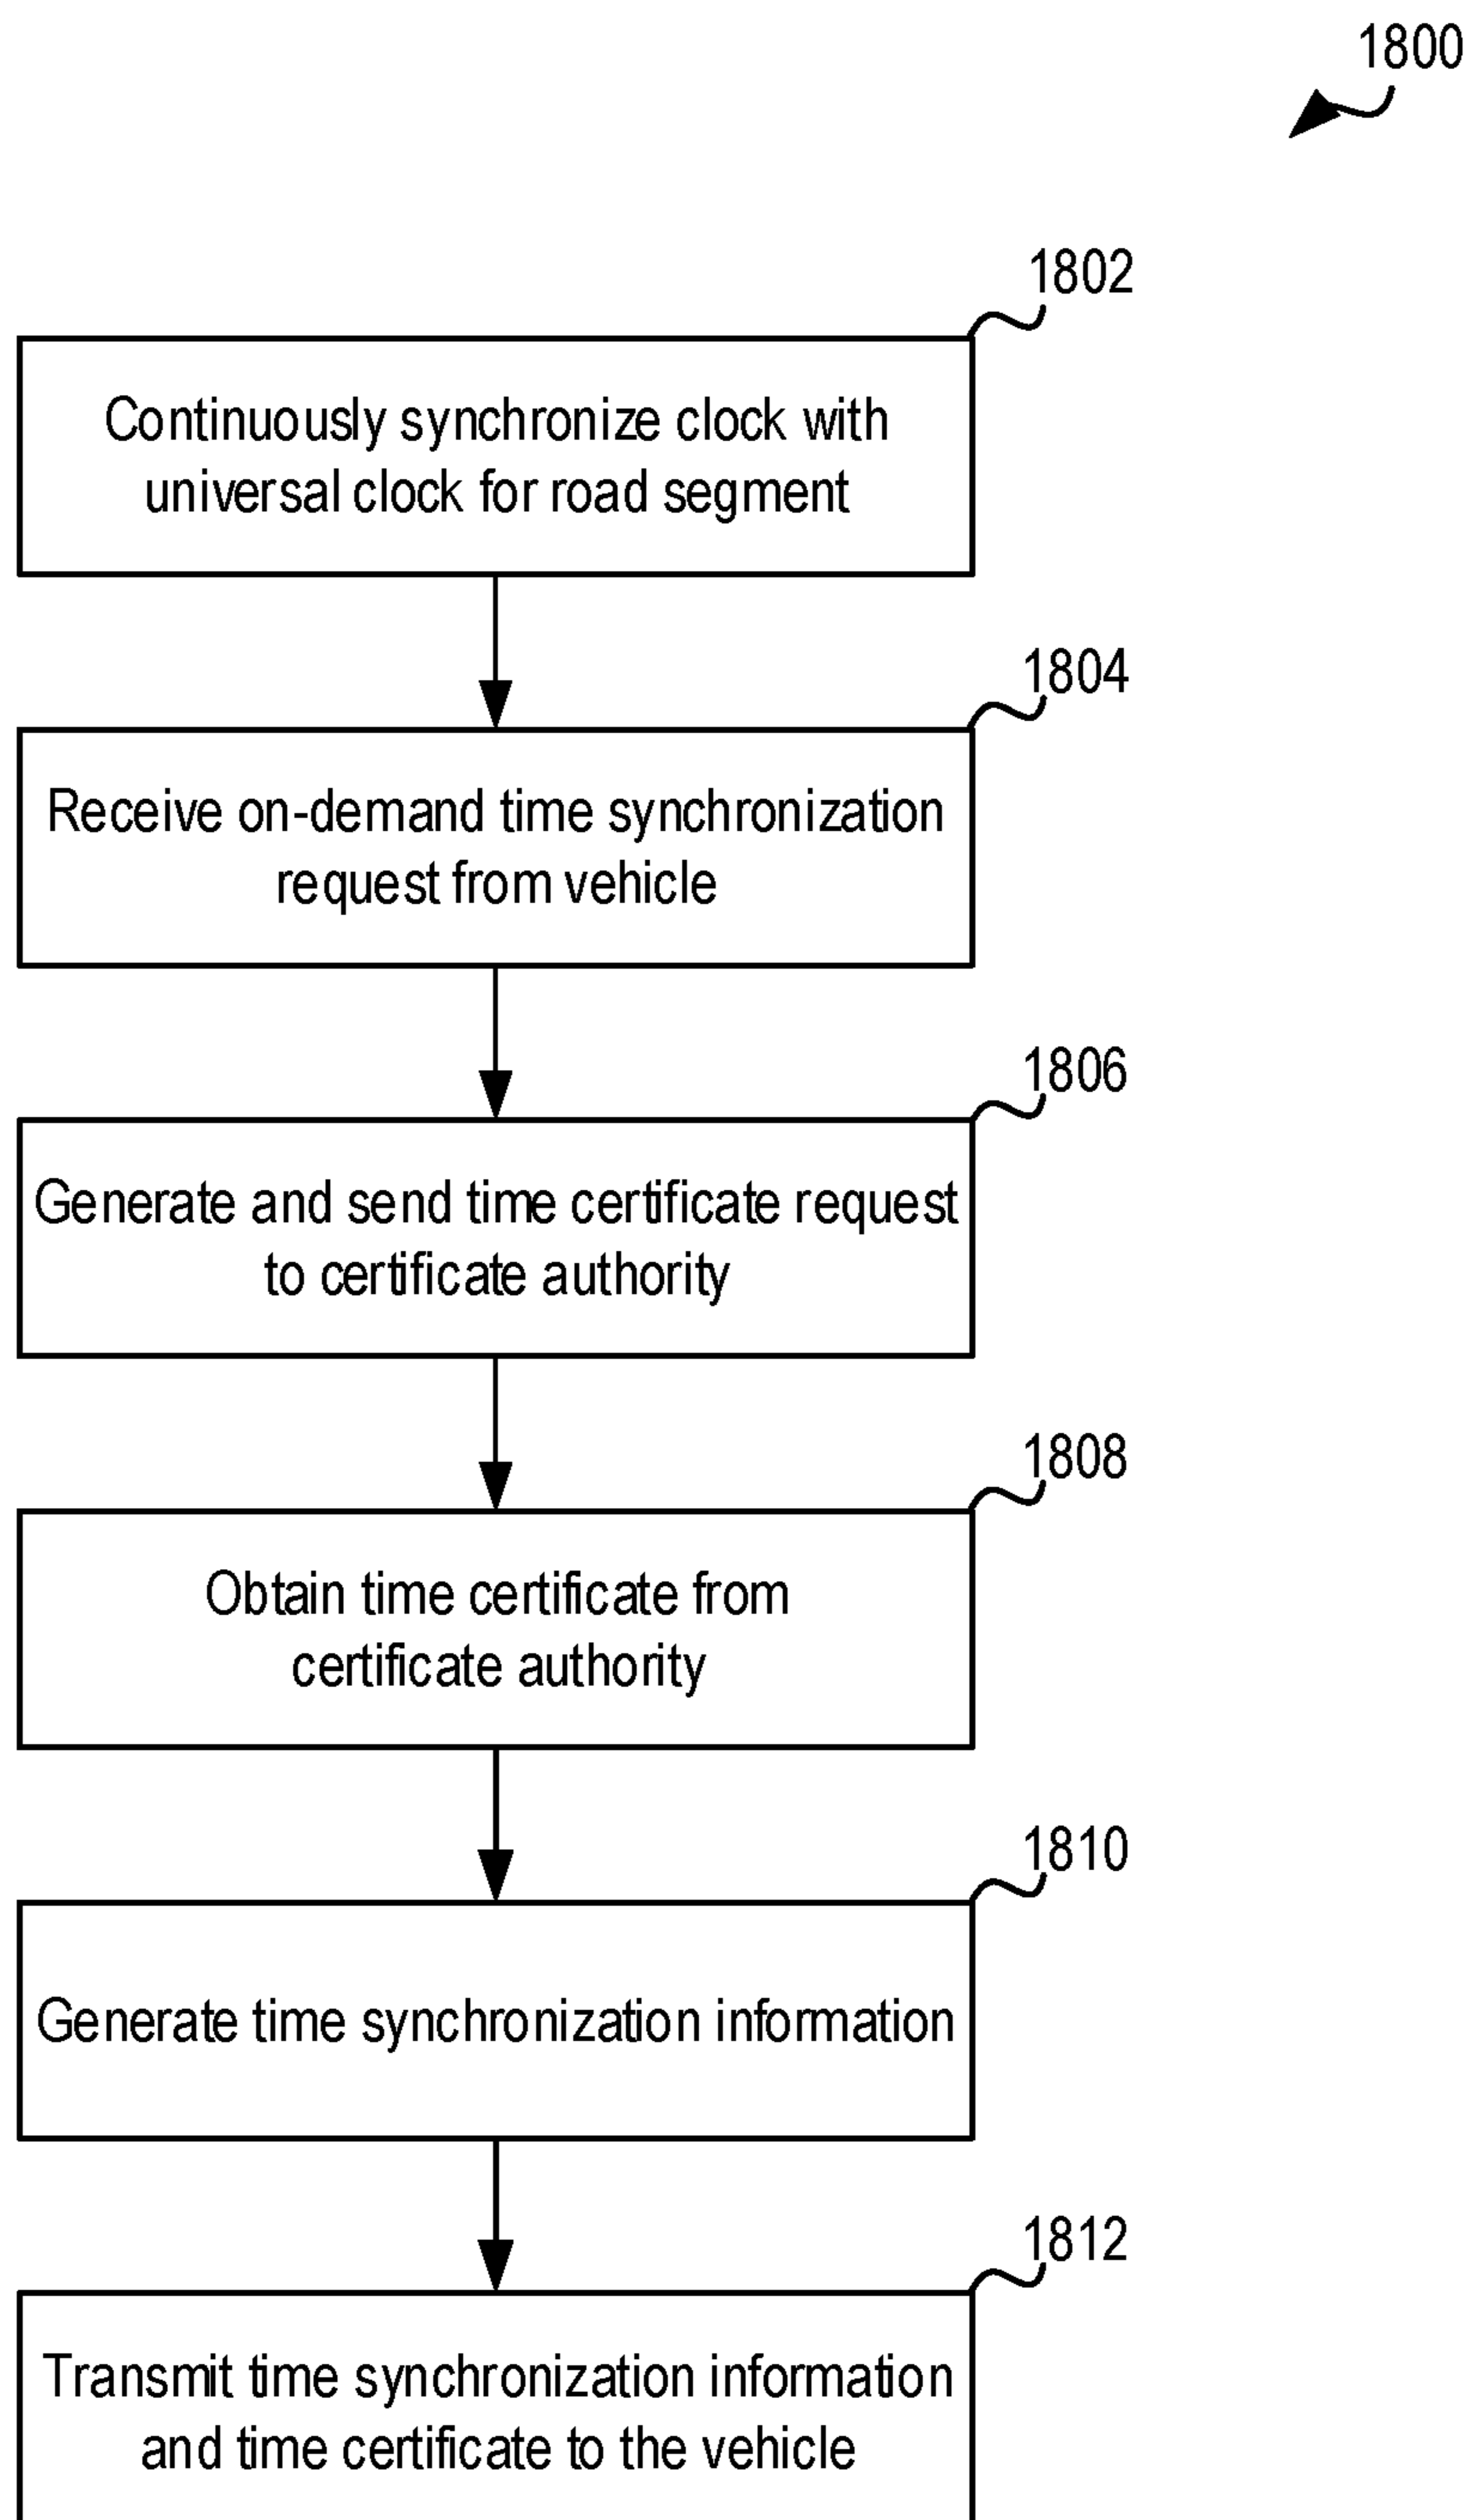 1800
1802
Continuously synchronize clock with
universal clock for road segment
1804
Receive on-demand time synchronization
request from vehicle
1806
Generate and send time certificate request
to certificate authority
1808
Obtain time certificate from
certificate authority
1810
Generate time synchronization information
1812
Transmit time synchronization information
and time certificate to the vehicle